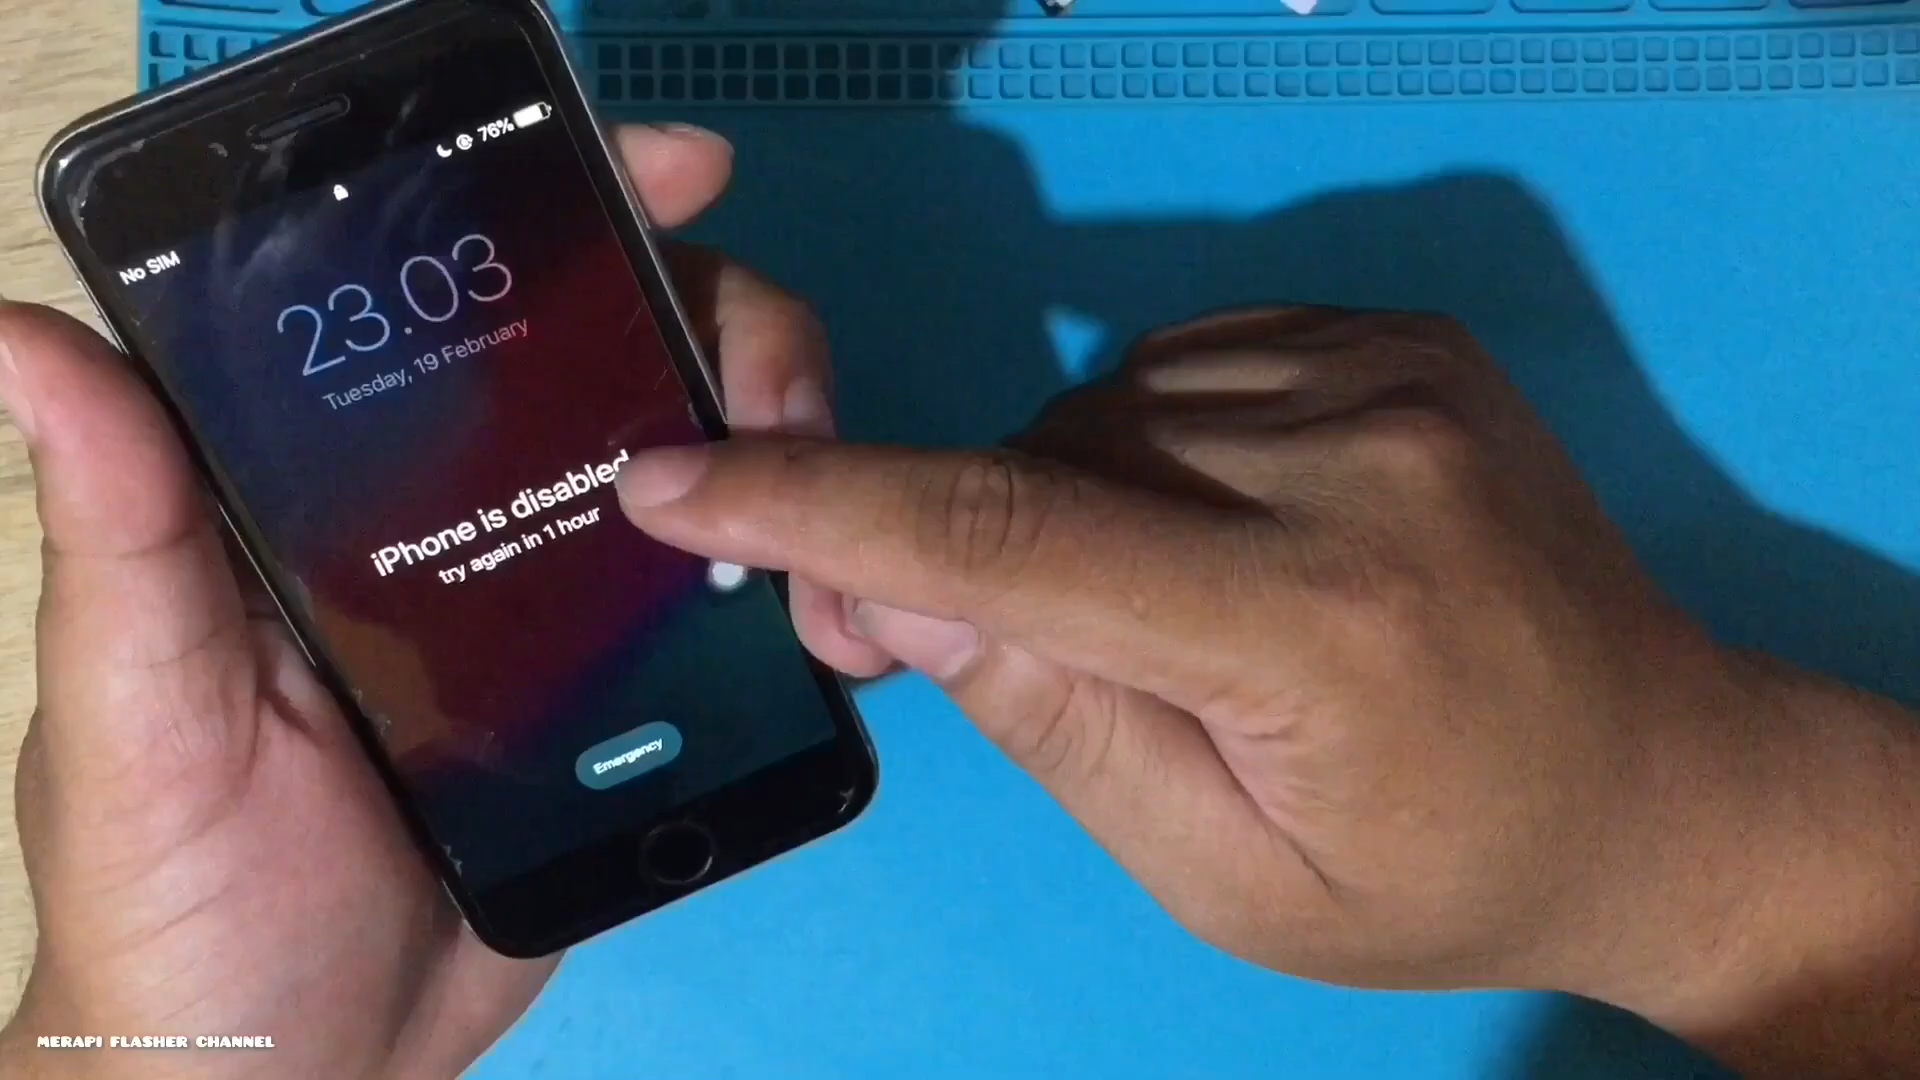 76%
No SIM
23.03
Tuesday, 19 February
iPhone is disabled
try again in 1 hour
Emergency
MERAPI FLASHER CHANNEL